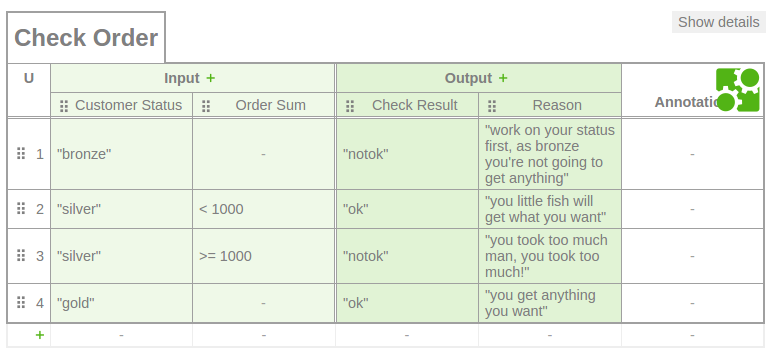 Show details
Check Order
U
Input +
Output +
Customer Status
Order Sum
Check Result
Reason
Annotatio
1
"bronze"
-
"notok"
"work on your status
first, as bronze
you're not going to
get anything"
-
2
"silver"
< 1000
"ok"
"you little fish will
get what you want"
-
3
"silver"
>= 1000
"notok"
"you took too much
man, you took too
much!"
-
4
"gold"
-
"ok"
"you get anything
you want"
-
+
-
-
-
-
-